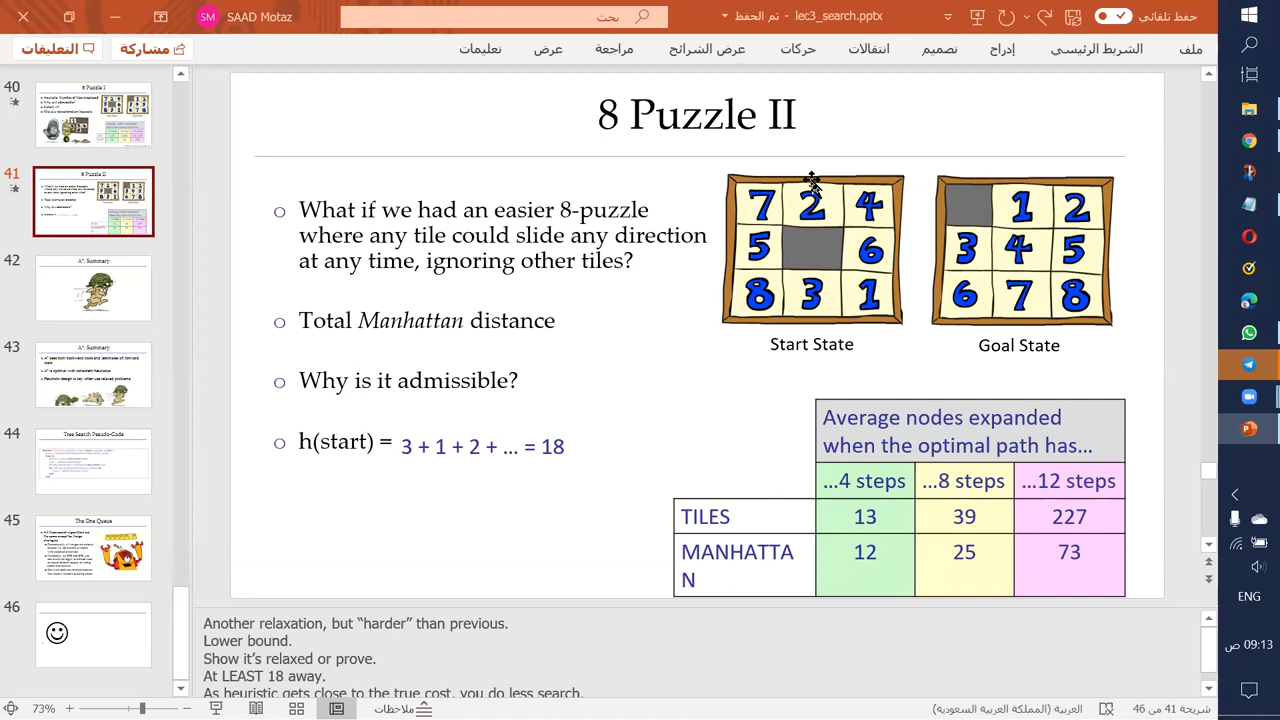 SAAD Motaz
SM
بحث
lec3_search.pptx - تم الحفظ
حفظ تلقائي
ملف
الشريط الرئيسي
إدراج
تصميم
انتقالات
حركات
عرض الشرائح
مراجعة
عرض
تعليمات
مشاركة
التعليقات
40
8 Puzzle I
41
8 Puzzle II
42
A*: Summary
43
A*: Summary
44
Tree Search Pseudo-Code
45
The One Queue
46
8 Puzzle II
What if we had an easier 8-puzzle
where any tile could slide any direction
at any time, ignoring other tiles?
Total Manhattan distance
Why is it admissible?
h(start) = 3 + 1 + 2 + ... = 18
7 2 4
5 6
8 3 1
Start State
1 2
3 4 5
6 7 8
Goal State
Average nodes expanded
when the optimal path has...
...4 steps ...8 steps ...12 steps
TILES 13 39 227
MANHATTA 12 25 73
N
Another relaxation, but “harder” than previous.
Lower bound.
Show it’s relaxed or prove.
At LEAST 18 away.
As heuristic gets close to the true cost, you do less search.
73%
ملاحظات
العربية (المملكة العربية السعودية)
شريحة 41 من 46
ENG
09:13 ص